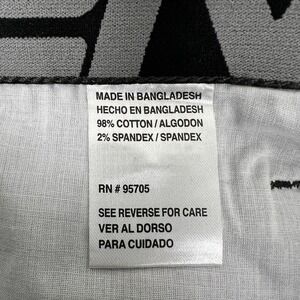 MADE IN BANGLADESH
HECHO EN BANGLADESH
98% COTTON / ALGODON
2% SPANDEX / SPANDEX
RN # 95705
SEE REVERSE FOR CARE
VER AL DORSO
PARA CUIDADO